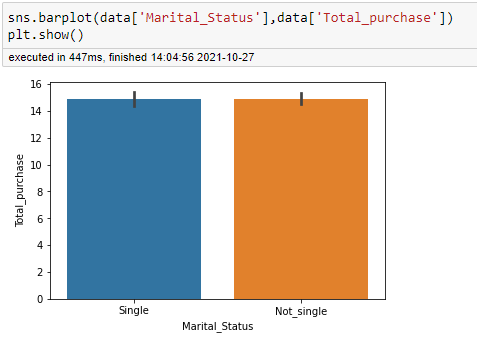 sns.barplot(data['Marital_Status'],data['Total_purchase'])
plt.show()
executed in 447ms, finished 14:04:56 2021-10-27
16
14
12
10
8
6
4
2
0
Total_purchase
Single Not_single
Marital_Status